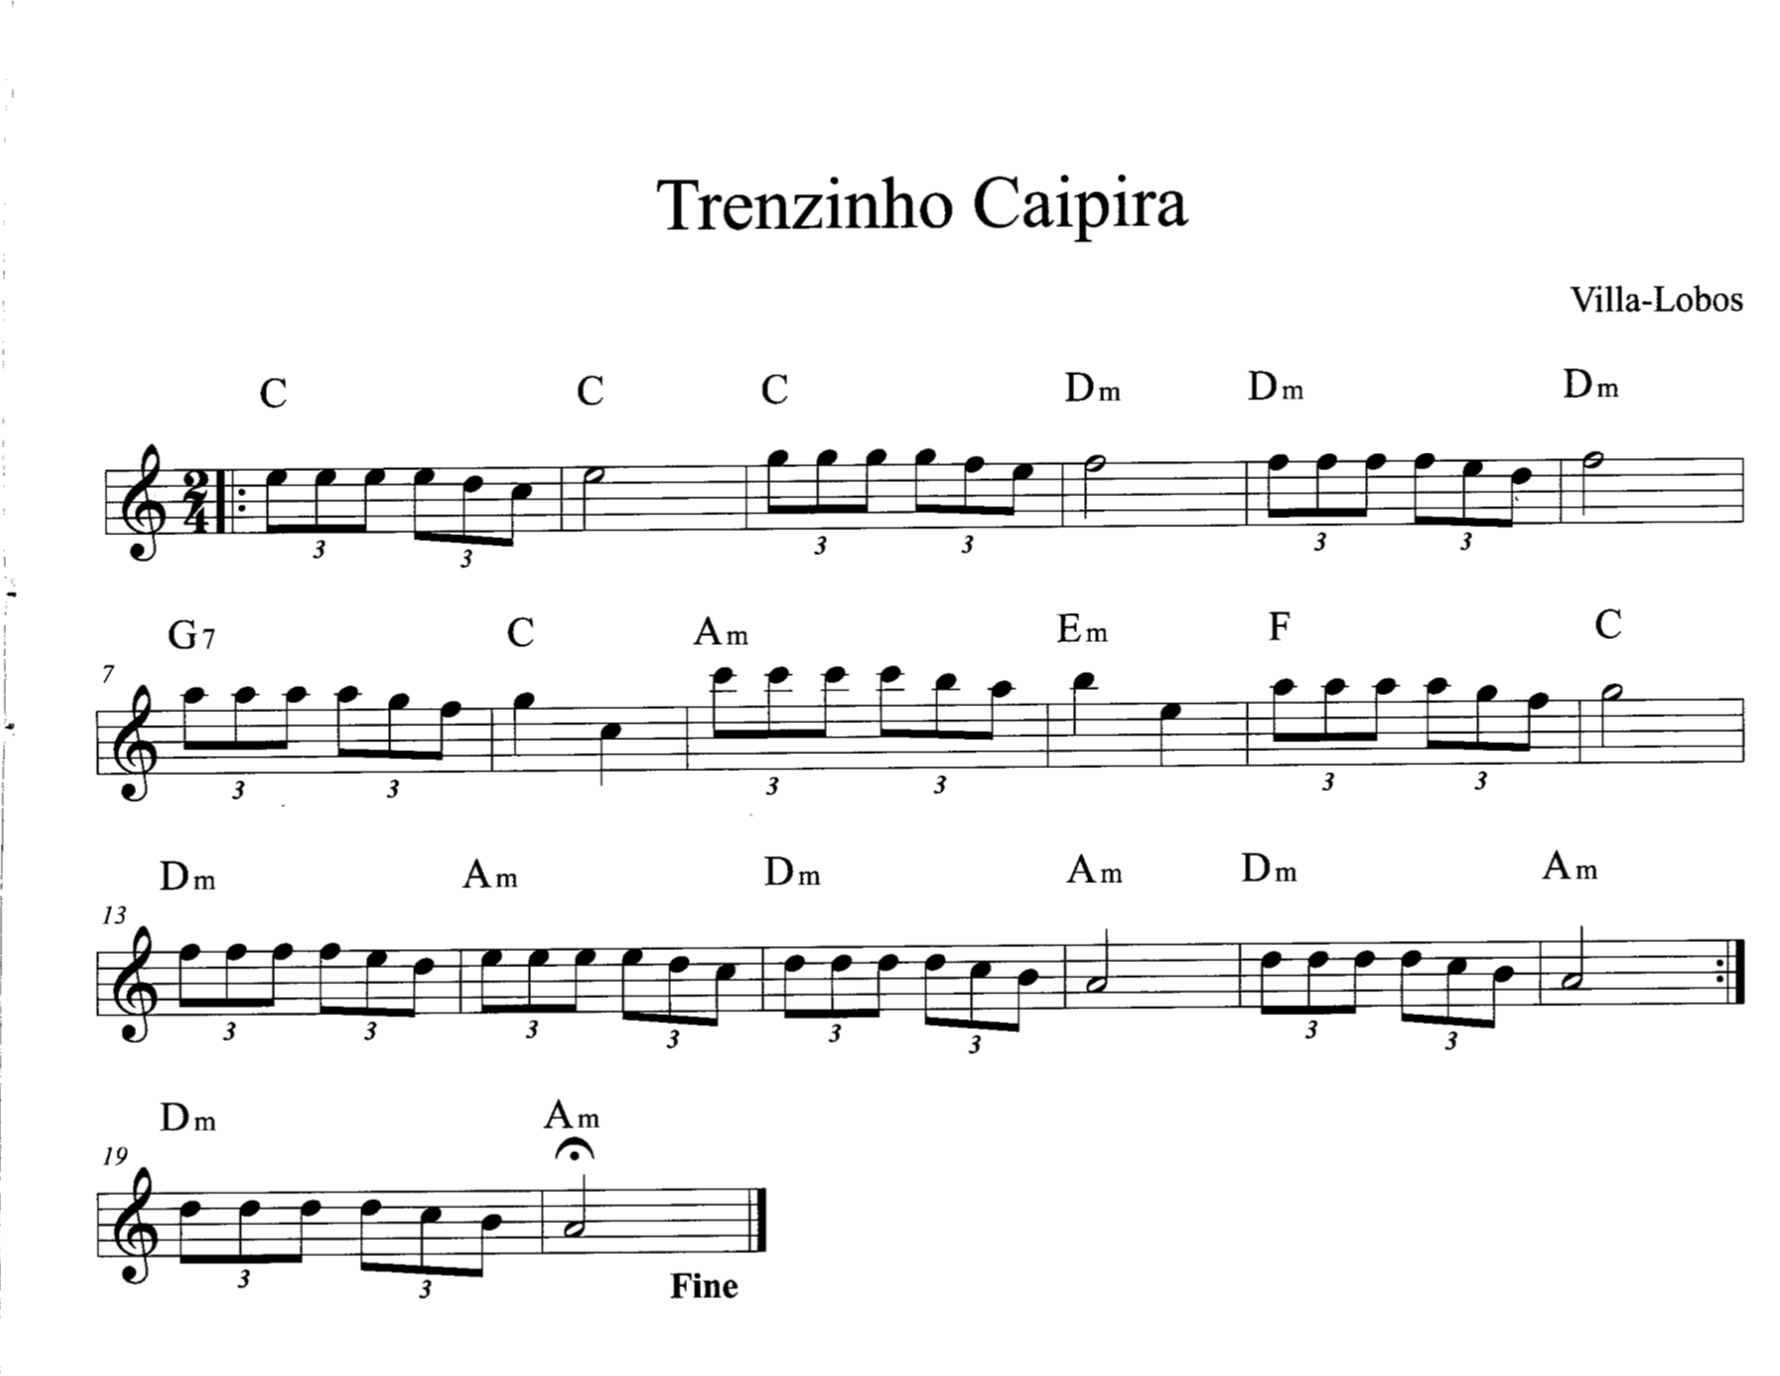 Trenzinho Caipira
Villa-Lobos
C C C Dm Dm Dm
2
4
3 3 3 3 3 3
G7 C Am Em F C
7
3 3 3 3 3 3
Dm Am Dm Am Dm Am
13
3 3 3 3 3 3 3 3
Dm Am
19
3 3
Fine